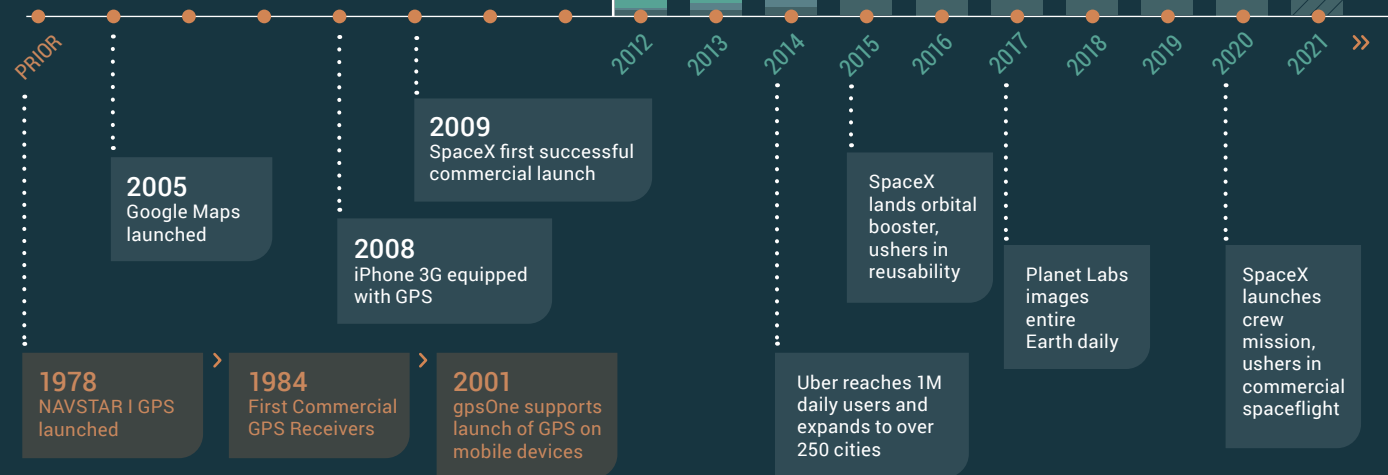 PRIOR
2012
2013
2014
2015
2016
2017
2018
2019
2020
2021
2009
SpaceX first successful
commercial launch
2005
Google Maps
launched
2008
iPhone 3G equipped
with GPS
SpaceX
lands orbital
booster,
ushers in
reusability
Planet Labs
images
entire
Earth daily
SpaceX
launches
crew
mission,
ushers in
commercial
spaceflight
1978
NAVSTAR I GPS
launched
1984
First Commercial
GPS Receivers
2001
gpsOne supports
launch of GPS on
mobile devices
Uber reaches 1M
daily users and
expands to over
250 cities